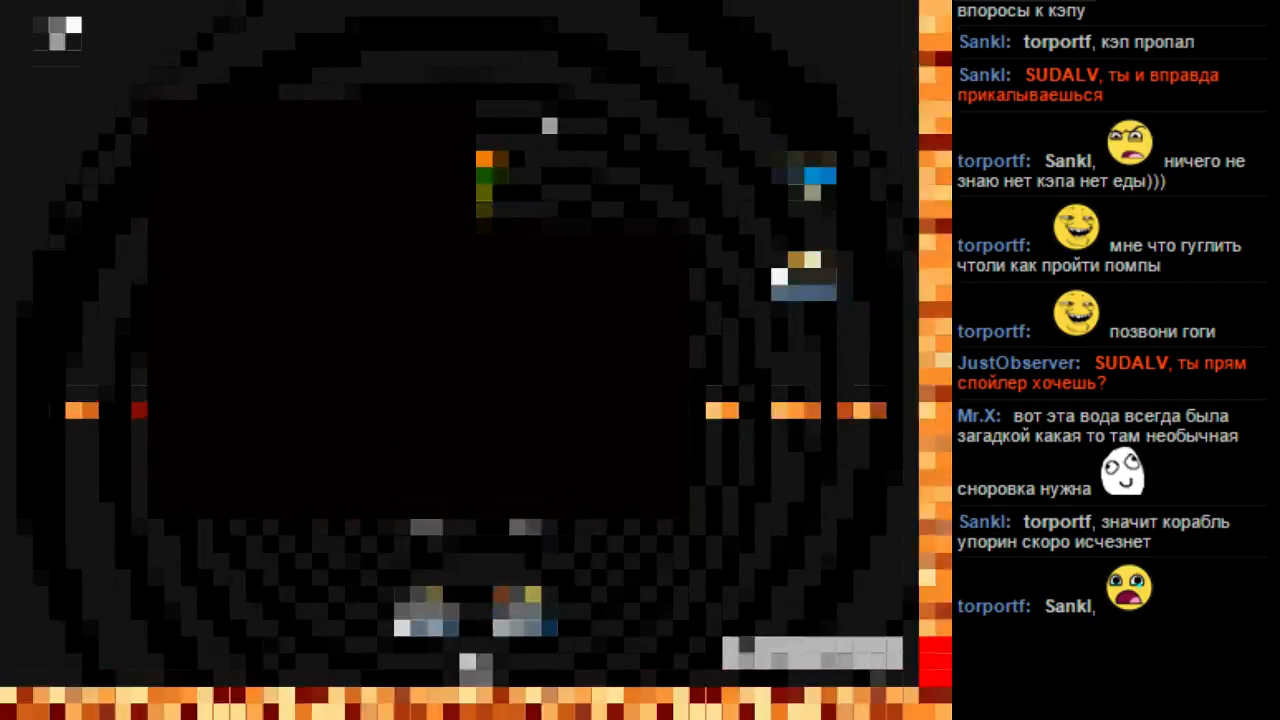 впоросы к кэпу
Sankl: torportf, кэп пропал
Sankl: SUDALV, ты и вправда
прикалываешься
torportf: Sankl, ничего не
знаю нет кэпа нет еды)))
torportf: мне что гуглить
чтоли как пройти помпы
torportf: позвони гоги
JustObserver: SUDALV, ты прям
спойлер хочешь?
Mr.X: вот эта вода всегда была
загадкой какая то там необычная
сноровка нужна
Sankl: torportf, значит корабль
упорин скоро исчезнет
torportf: Sankl,